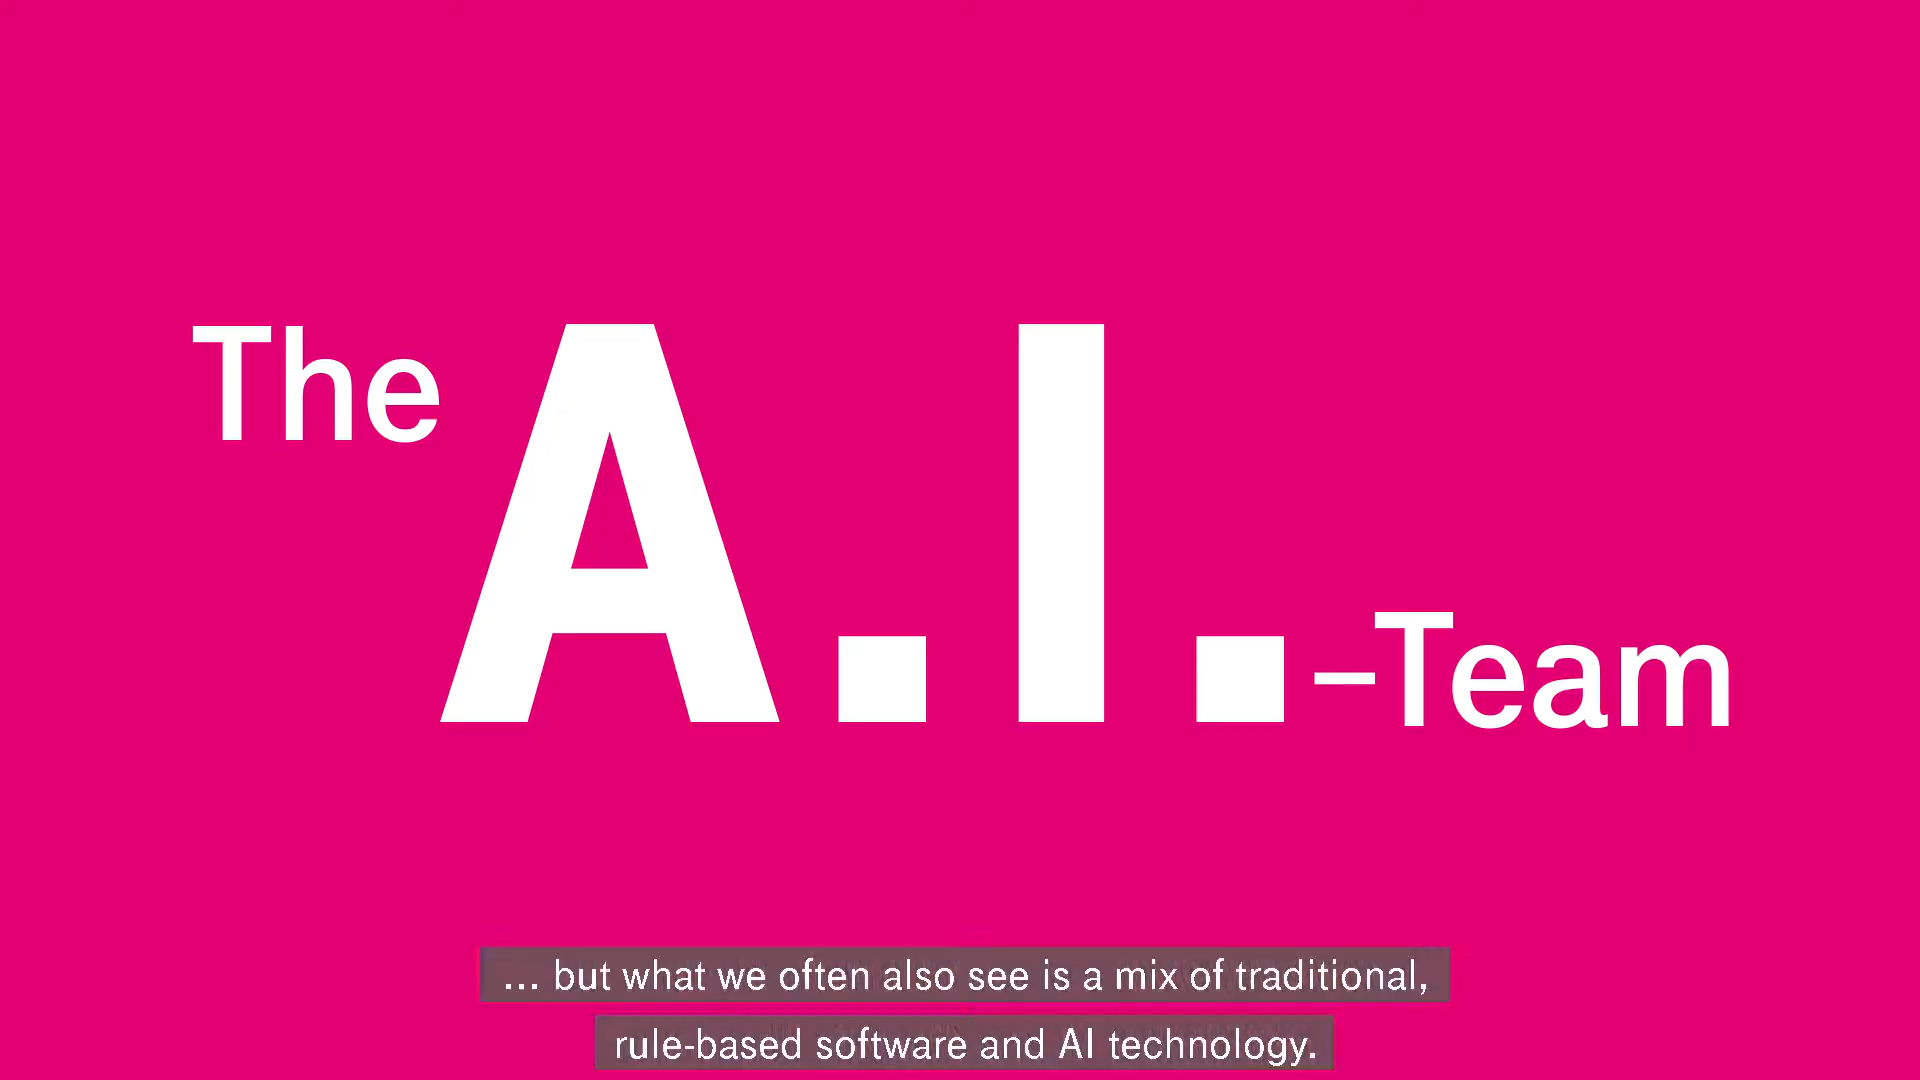 The A.I.–Team
... but what we often also see is a mix of traditional,
rule-based software and AI technology.